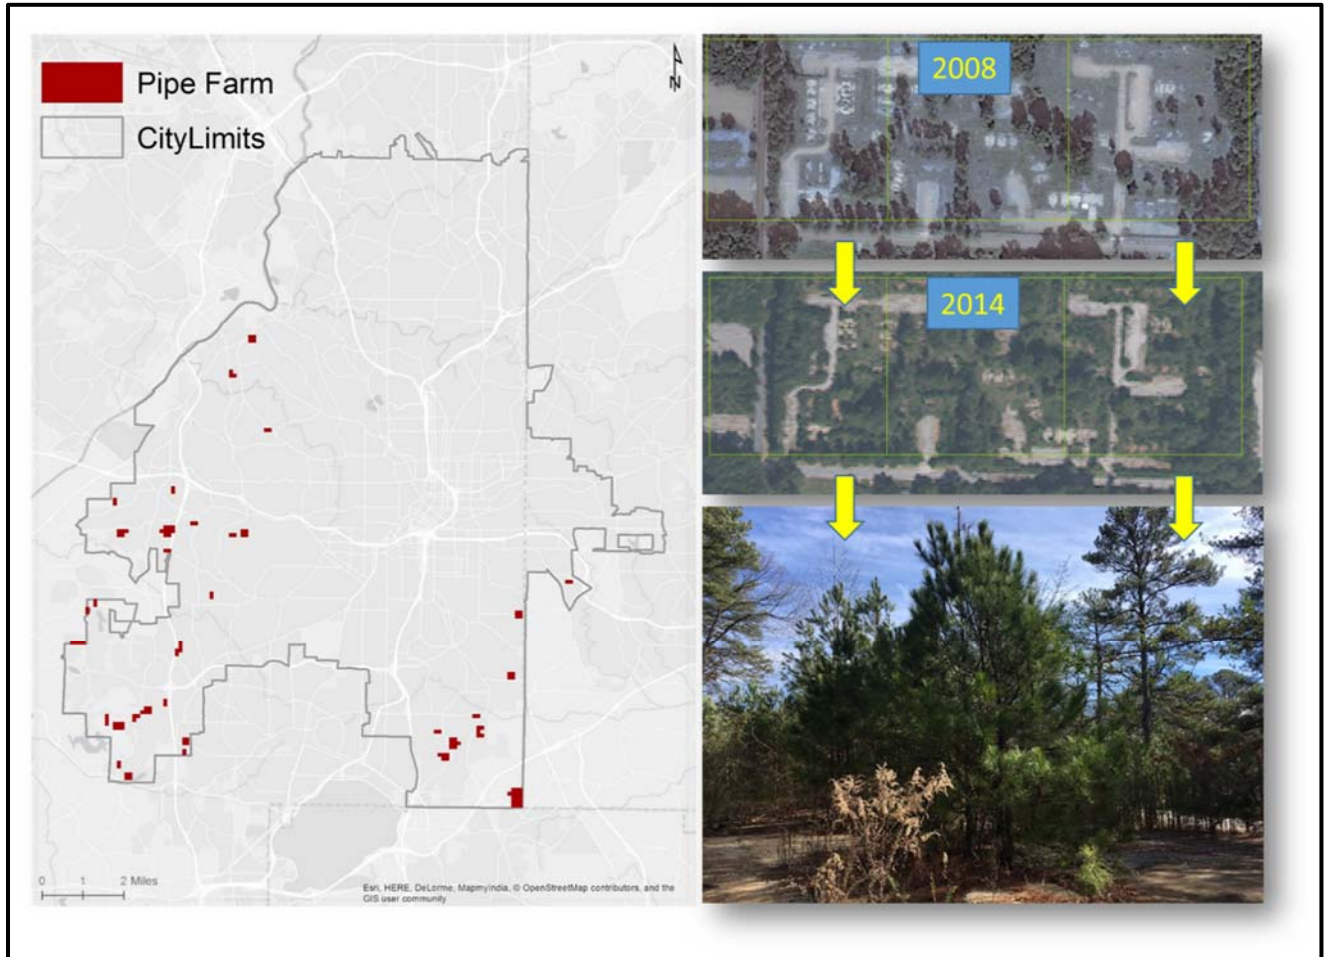 Pipe Farm
CityLimits
N
0 1 2 Miles
Esri, HERE, DeLorme, MapmyIndia, © OpenStreetMap contributors, and the
GIS user community
2008
2014